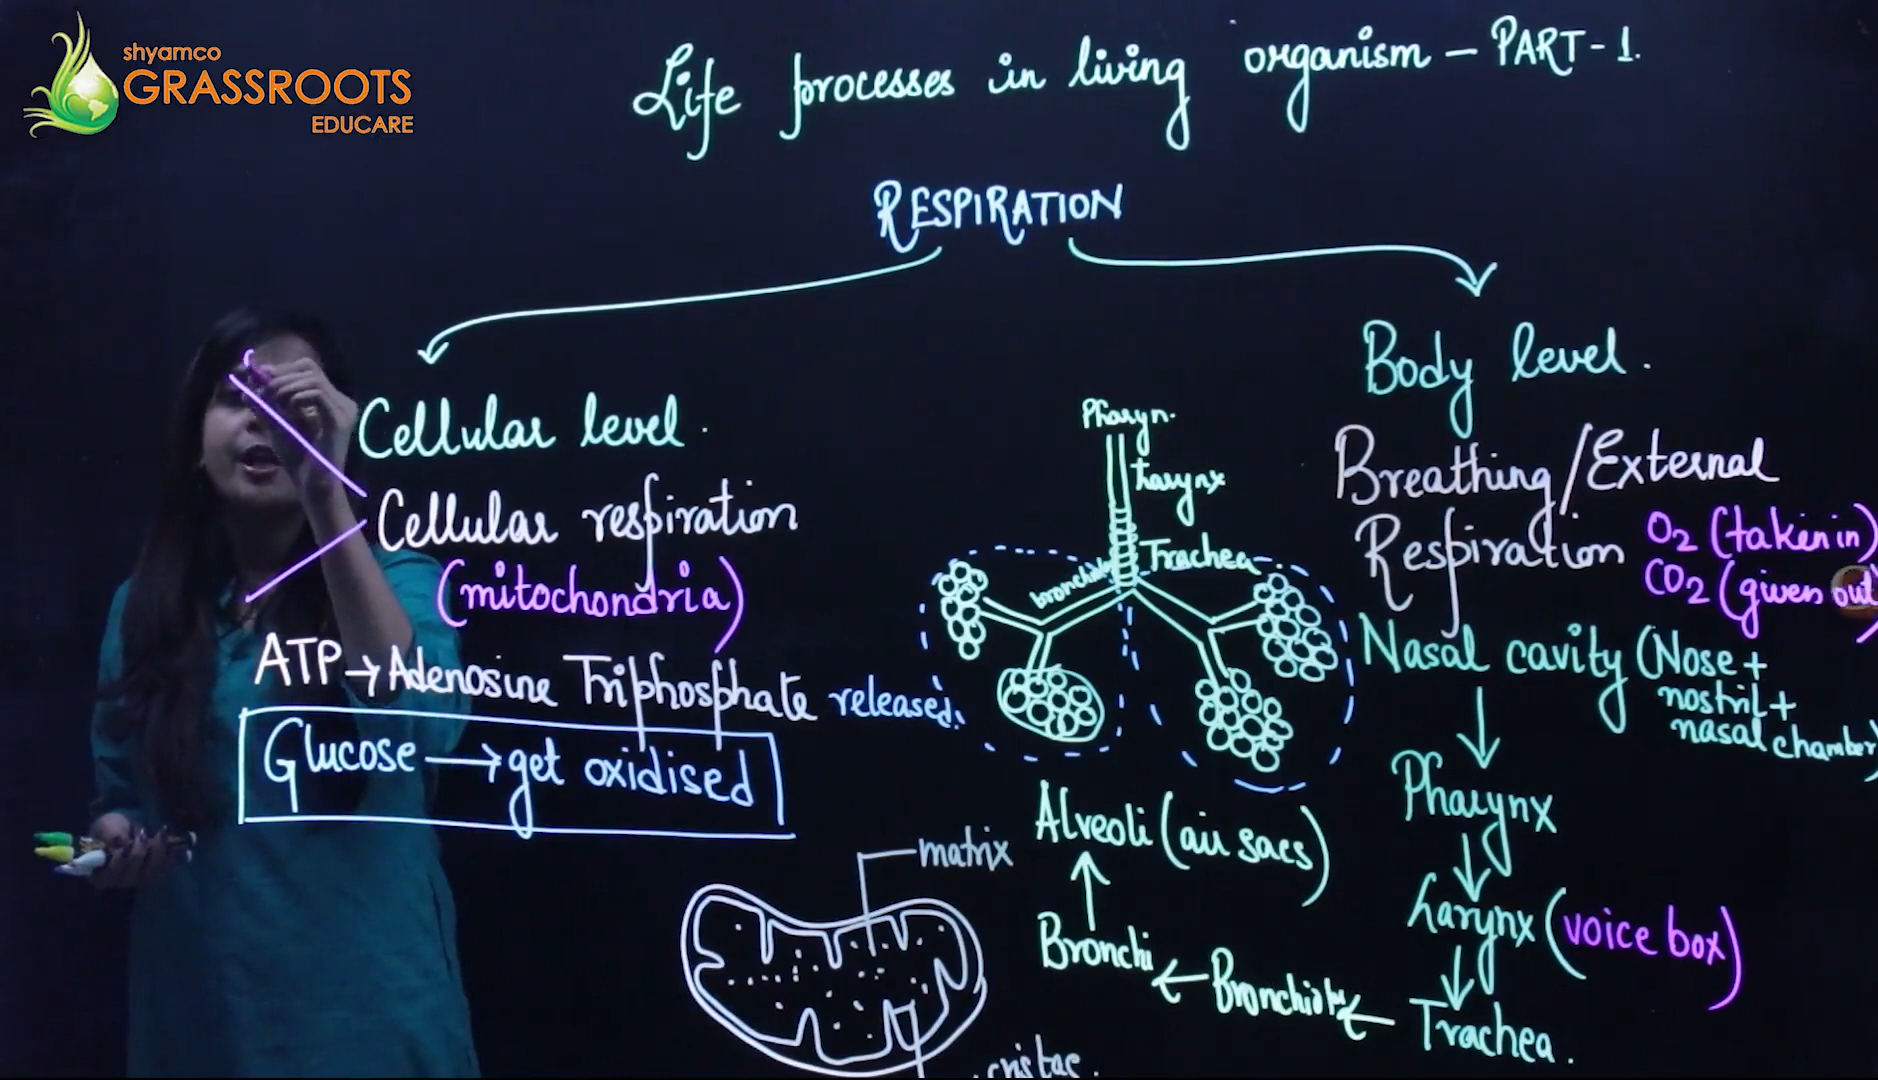 shyamco
GRASSROOTS
EDUCARE
Life processes in living organism - PART-1.
RESPIRATION
Cellular level.
Cellular respiration
(mitochondria)
ATP → Adenosine Triphosphate released.
Glucose → get oxidised
matrix
cristae.
Pharyn.
Larynx
Trachea
Alveoli (air sacs)
Bronchi ← Bronchiole ← Trachea.
Body level.
Breathing/External
Respiration
O2 (taken in)
CO2 (given out)
Nasal cavity (Nose +
nostril +
nasal chamber)
Pharynx
Larynx (voice box)